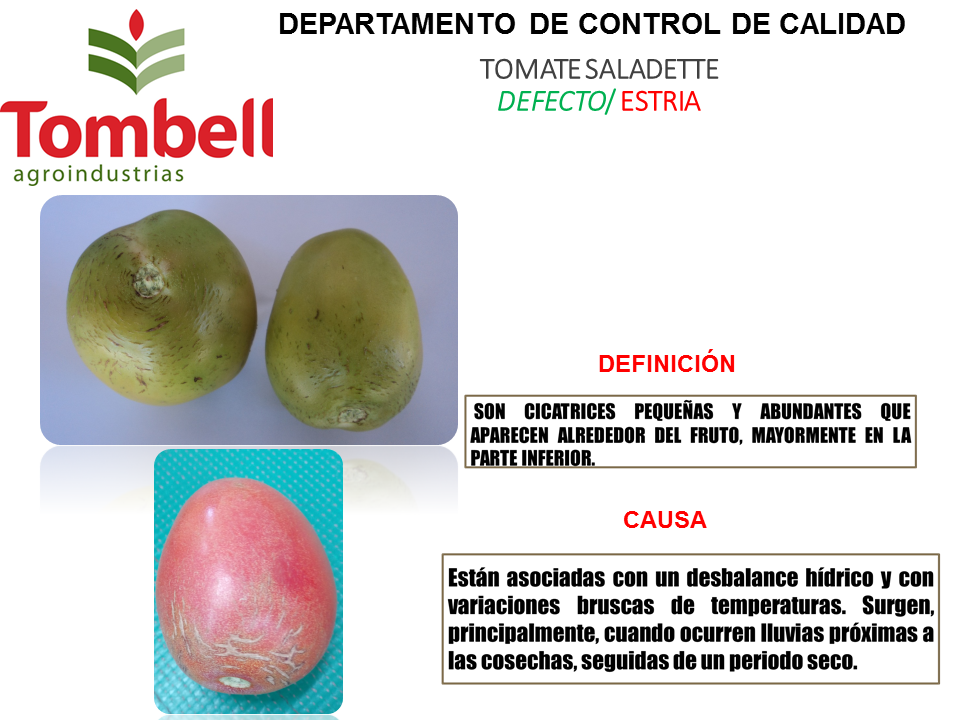 DEPARTAMENTO DE CONTROL DE CALIDAD
TOMATE SALADETTE
DEFECTO/ ESTRIA
Tombell
agroindustrias
DEFINICIÓN
SON CICATRICES PEQUEÑAS Y ABUNDANTES QUE
APARECEN ALREDEDOR DEL FRUTO, MAYORMENTE EN LA
PARTE INFERIOR.
CAUSA
Están asociadas con un desbalance hídrico y con
variaciones bruscas de temperaturas. Surgen,
principalmente, cuando ocurren lluvias próximas a
las cosechas, seguidas de un periodo seco.